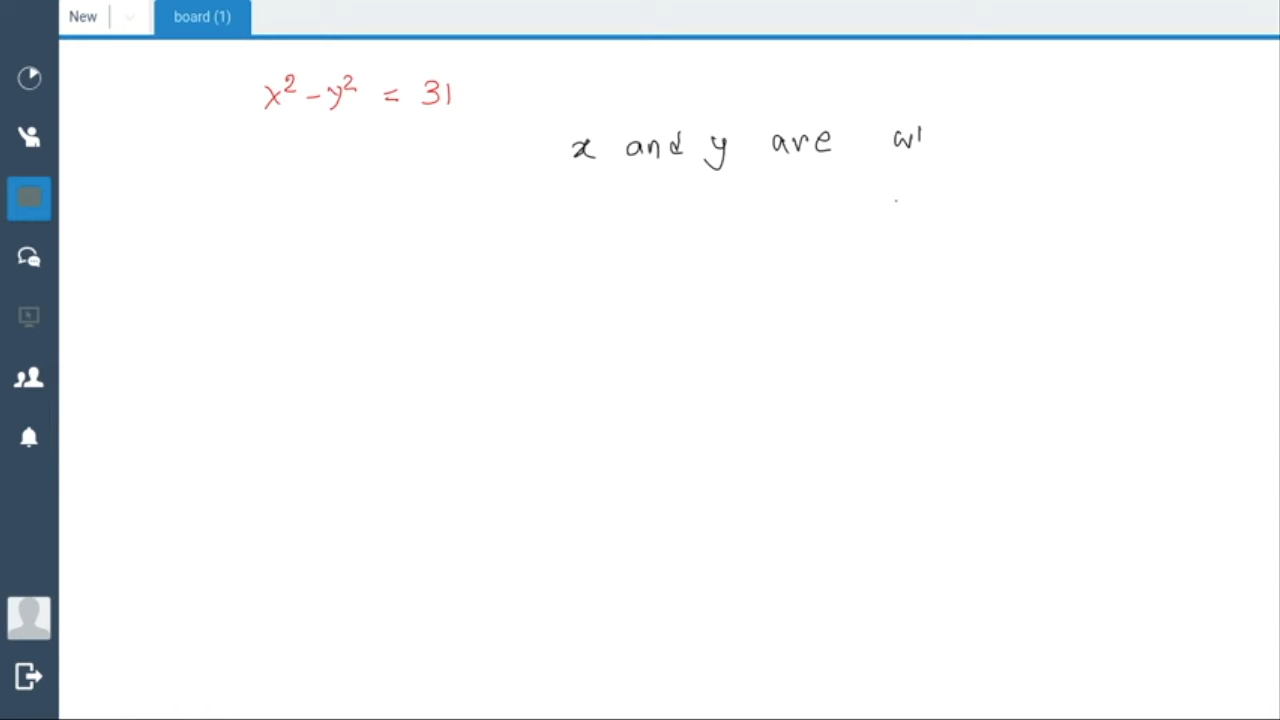 New
board (1)
x² - y² = 31
x and y are